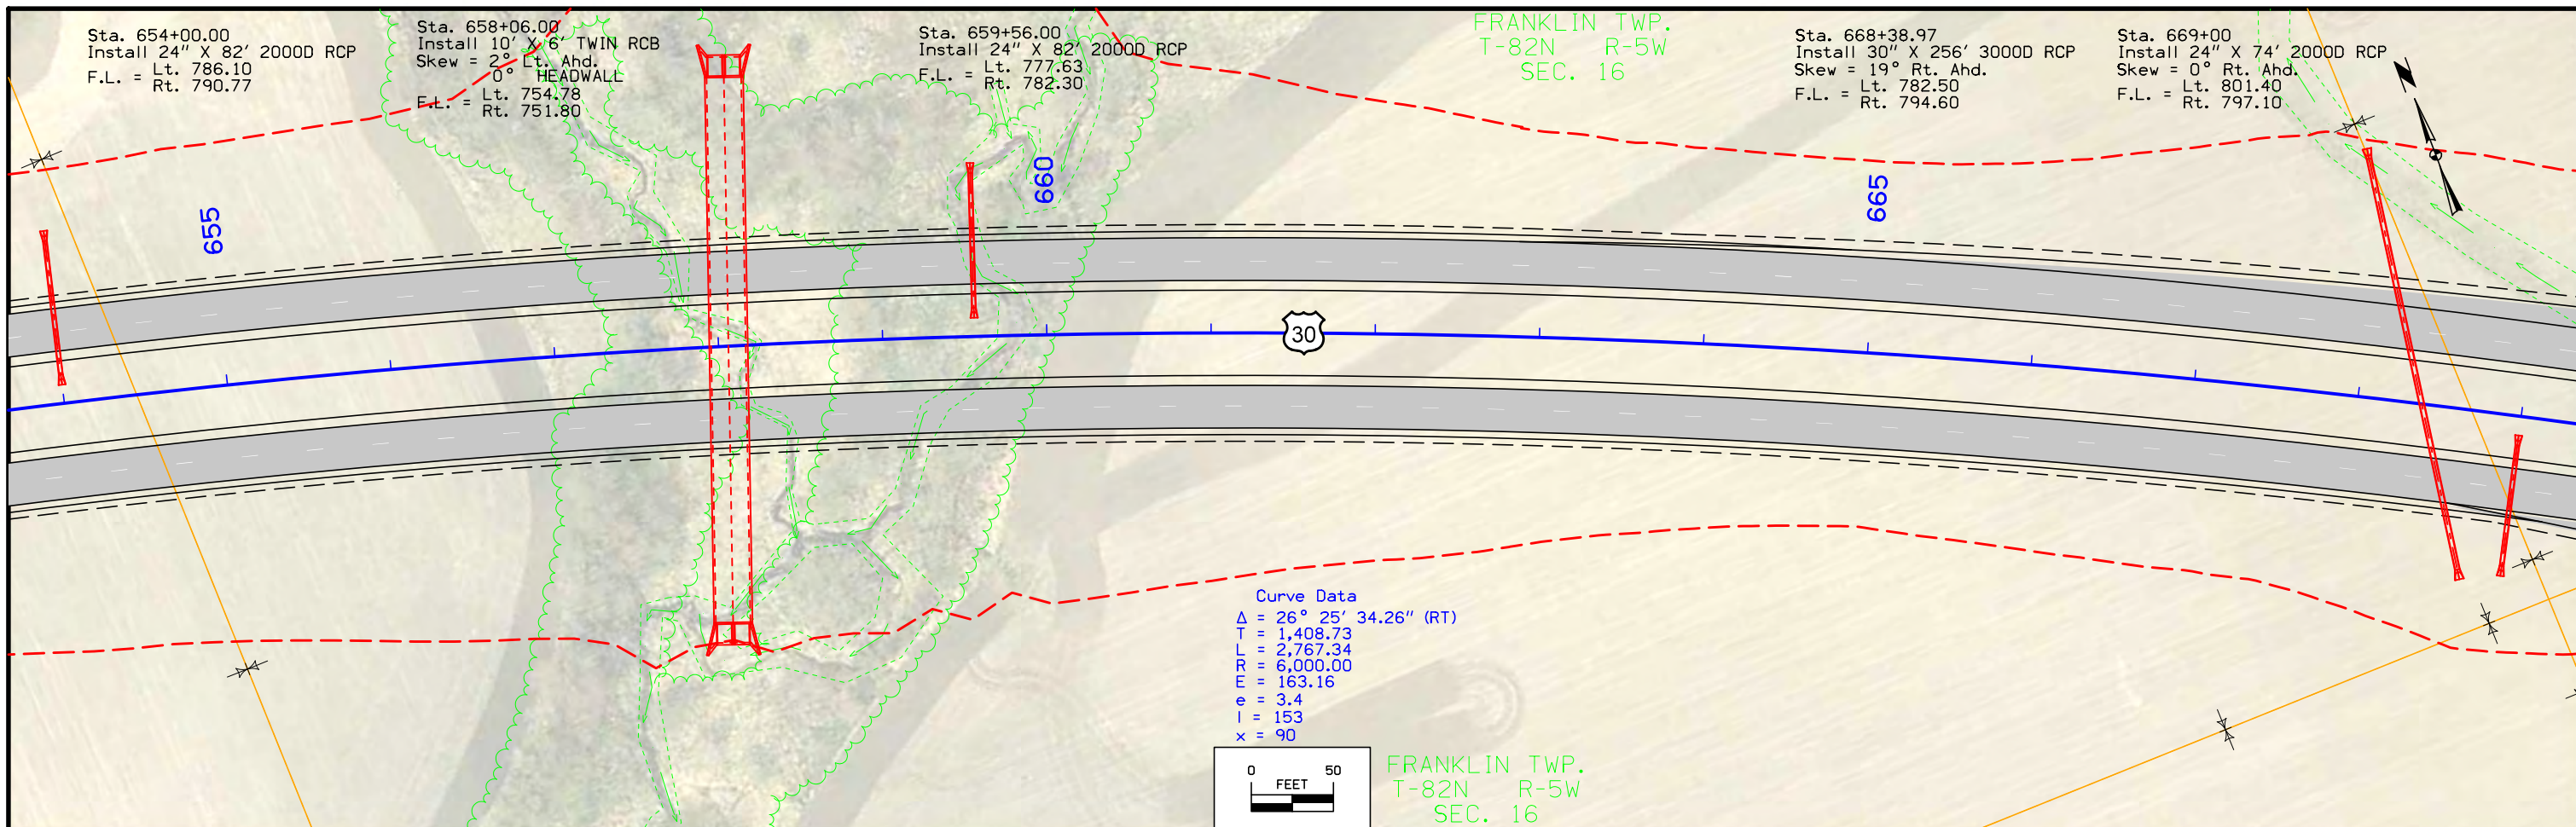 Sta. 654+00.00
Install 24" X 82' 2000D RCP
F.L. = Lt. 786.10
Rt. 790.77
Sta. 658+06.00
Install 10' X 6' TWIN RCB
Skew = 2° Lt. Ahd.
0° HEADWALL
F.L. = Lt. 754.78
Rt. 751.80
Sta. 659+56.00
Install 24" X 82' 2000D RCP
F.L. = Lt. 777.63
Rt. 782.30
FRANKLIN TWP.
T-82N R-5W
SEC. 16
Sta. 668+38.97
Install 30" X 256' 3000D RCP
Skew = 19° Rt. Ahd.
F.L. = Lt. 782.50
Rt. 794.60
Sta. 669+00
Install 24" X 74' 2000D RCP
Skew = 0° Rt. Ahd.
F.L. = Lt. 801.40
Rt. 797.10
655
660
665
30
Curve Data
Δ = 26° 25' 34.26" (RT)
T = 1,408.73
L = 2,767.34
R = 6,000.00
E = 163.16
e = 3.4
l = 153
x = 90
0 50
FEET
FRANKLIN TWP.
T-82N R-5W
SEC. 16